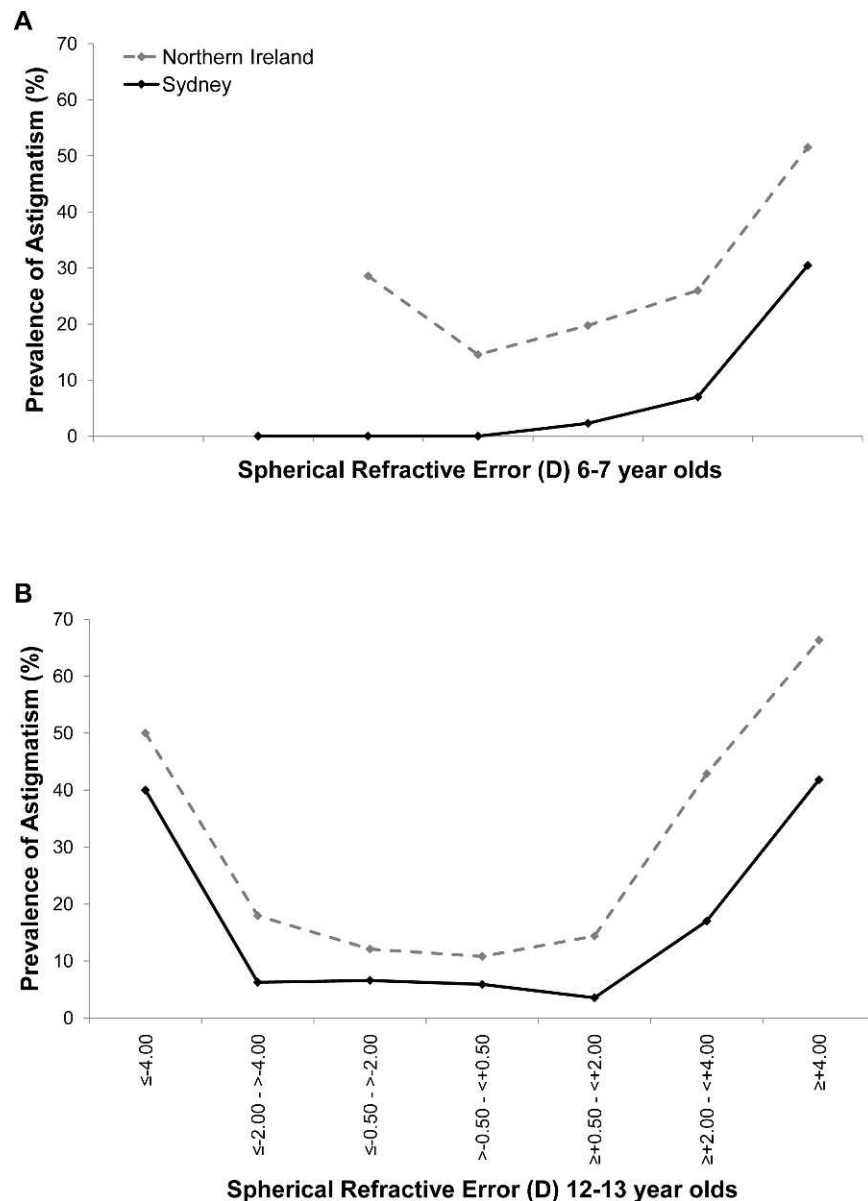 A
Prevalence of Astigmatism (%)
70
60
50
40
30
20
10
0
Northern Ireland
Sydney
Spherical Refractive Error (D) 6-7 year olds
B
Prevalence of Astigmatism (%)
70
60
50
40
30
20
10
0
≤-4.00
≤-2.00 - >-4.00
≤-0.50 - >-2.00
>-0.50 - <+0.50
≥+0.50 - <+2.00
≥+2.00 - <+4.00
≥+4.00
Spherical Refractive Error (D) 12-13 year olds